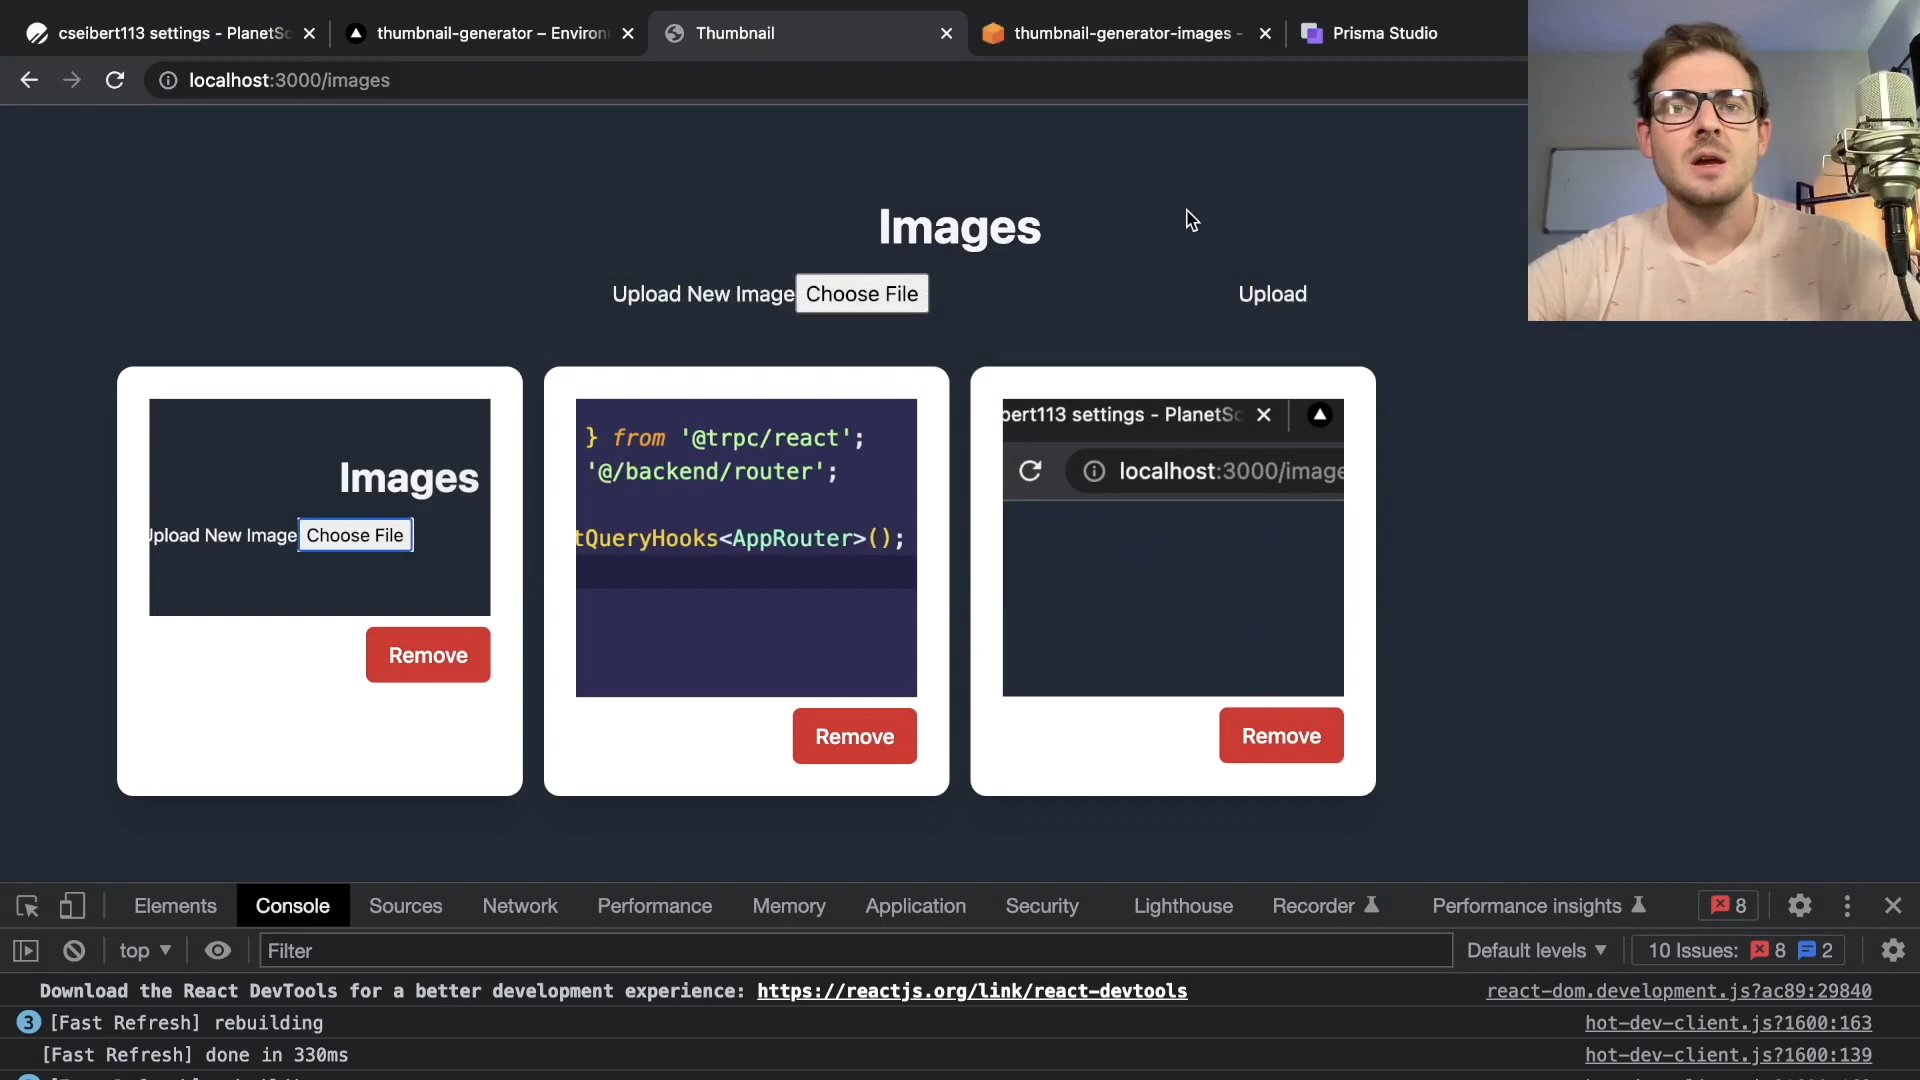 cseibert113 settings - PlanetSc
thumbnail-generator – Environ
Thumbnail
thumbnail-generator-images -
Prisma Studio
localhost:3000/images
Images
Upload New Image Choose File Upload
Images
Upload New Image Choose File
Remove
} from '@trpc/react';
'@/backend/router';
tQueryHooks<AppRouter>();
Remove
bert113 settings - PlanetSc
localhost:3000/image
Remove
Elements Console Sources Network Performance Memory Application Security Lighthouse Recorder Performance insights 8
top Filter Default levels 10 Issues: 8 2
Download the React DevTools for a better development experience: https://reactjs.org/link/react-devtools react-dom.development.js?ac89:29840
3 [Fast Refresh] rebuilding hot-dev-client.js?1600:163
[Fast Refresh] done in 330ms hot-dev-client.js?1600:139